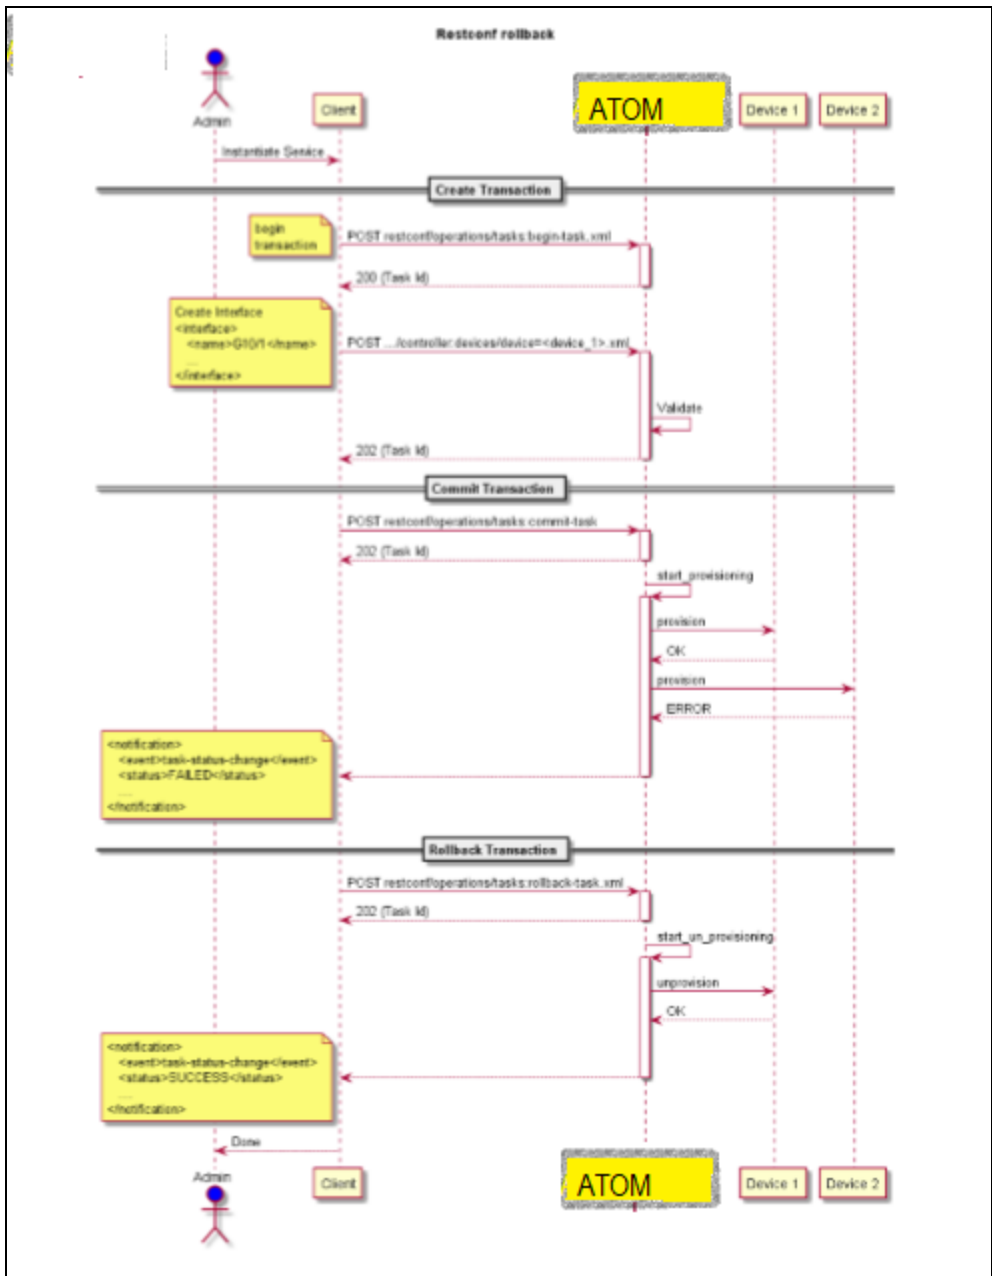 Restconf rollback
Admin
Client
ATOM
Device 1
Device 2
Instantiate Service
Create Transaction
begin
transaction
POST restconf/operations/tasks:begin-task.xml
200 (Task Id)
Create Interface
<interface>
<name>G10/1</name>
....
</interface>
POST .../controller:devices/device=<device_1>.xml
Validate
202 (Task Id)
Commit Transaction
POST restconf/operations/tasks:commit-task
202 (Task Id)
start_provisioning
provision
OK
provision
ERROR
<notification>
<event>task-status-change</event>
<status>FAILED</status>
....
</notification>
Rollback Transaction
POST restconf/operations/tasks:rollback-task.xml
202 (Task Id)
start_un_provisioning
unprovision
OK
<notification>
<event>task-status-change</event>
<status>SUCCESS</status>
....
</notification>
Done
Admin
Client
ATOM
Device 1
Device 2